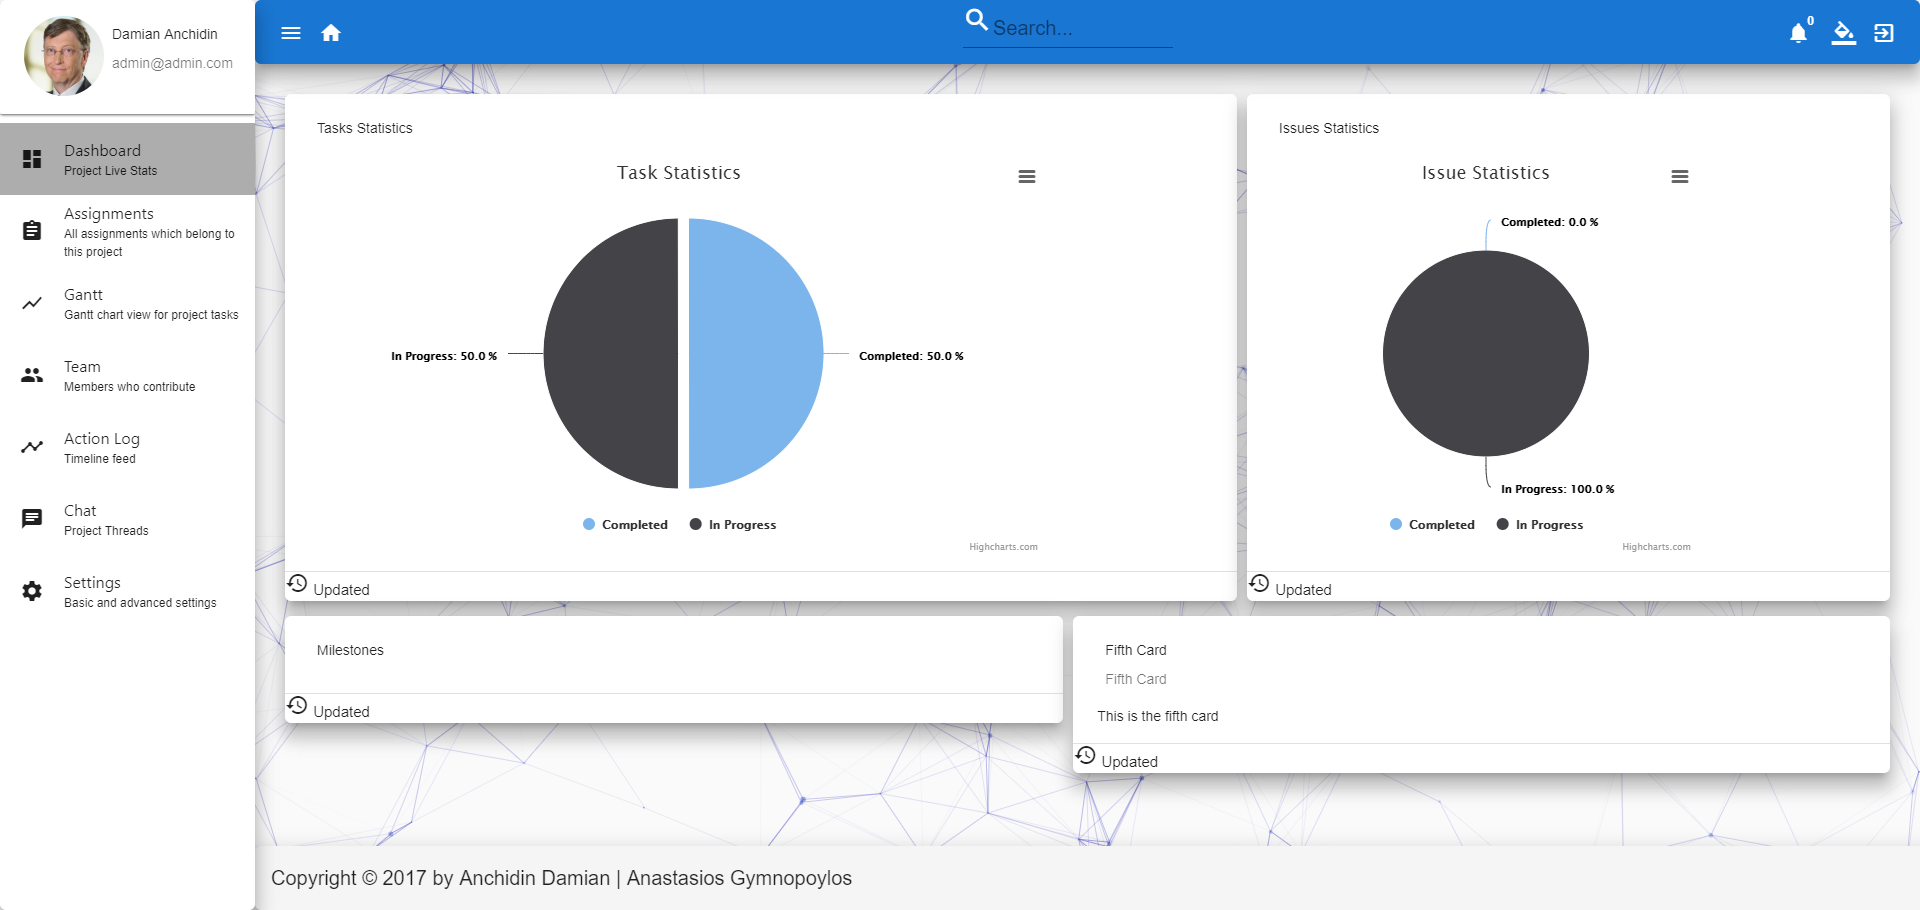 Damian Anchidin
admin@admin.com
Dashboard
Project Live Stats
Assignments
All assignments which belong to
this project
Gantt
Gantt chart view for project tasks
Team
Members who contribute
Action Log
Timeline feed
Chat
Project Threads
Settings
Basic and advanced settings
Search...
0
Tasks Statistics
Task Statistics
In Progress: 50.0 %
Completed: 50.0 %
Completed
In Progress
Highcharts.com
Updated
Issues Statistics
Issue Statistics
Completed: 0.0 %
In Progress: 100.0 %
Completed
In Progress
Highcharts.com
Updated
Milestones
Updated
Fifth Card
Fifth Card
This is the fifth card
Updated
Copyright © 2017 by Anchidin Damian | Anastasios Gymnopoylos